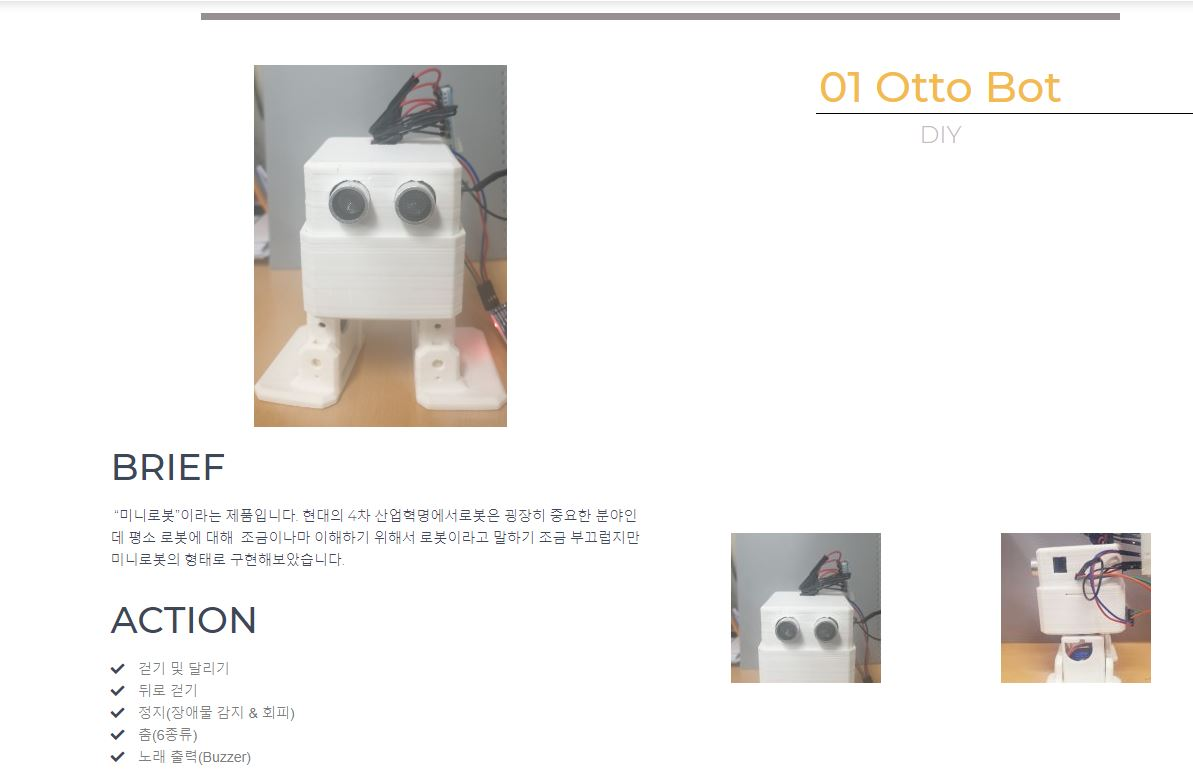 01 Otto Bot
DIY
BRIEF
“미니로봇”이라는 제품입니다. 현대의 4차 산업혁명에서로봇은 굉장히 중요한 분야인
데 평소 로봇에 대해 조금이나마 이해하기 위해서 로봇이라고 말하기 조금 부끄럽지만
미니로봇의 형태로 구현해보았습니다.
ACTION
걷기 및 달리기
뒤로 걷기
정지(장애물 감지 & 회피)
춤(6종류)
노래 출력(Buzzer)